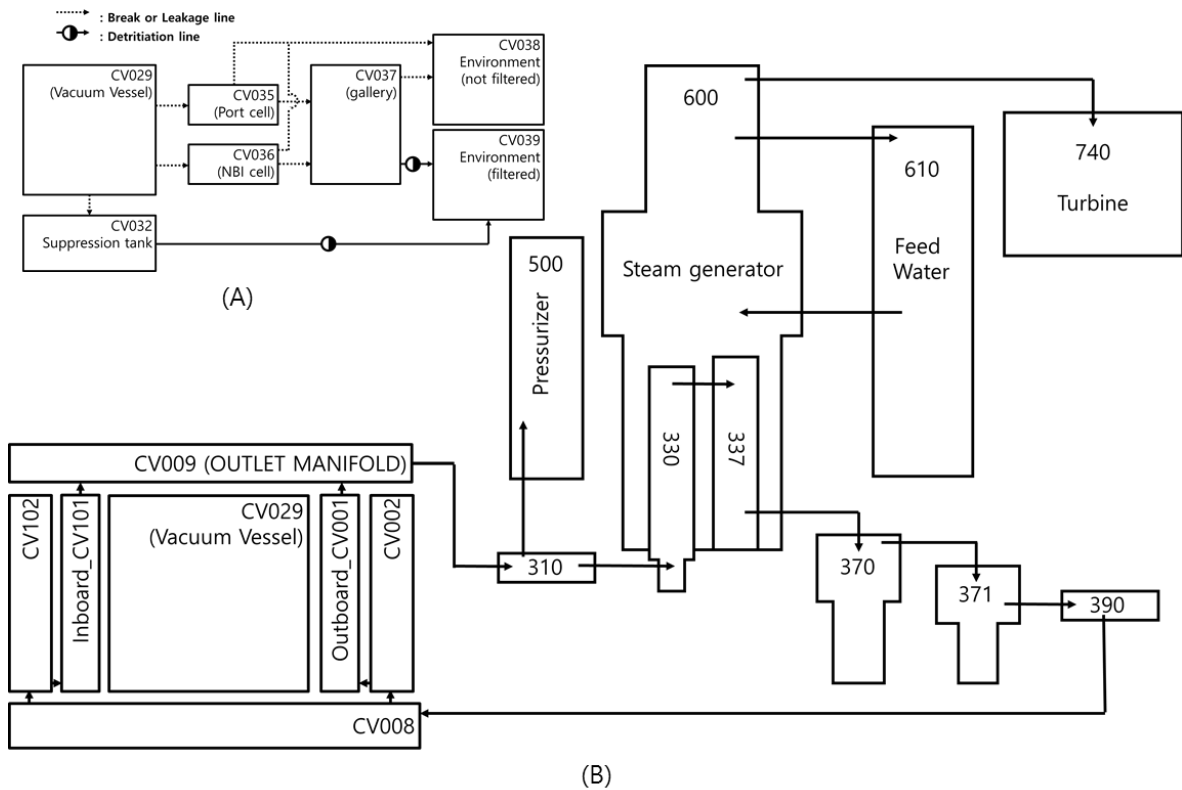 : Break or Leakage line
: Detritiation line
CV029
(Vacuum Vessel)
CV035
(Port cell)
CV036
(NBI cell)
CV037
(gallery)
CV038
Environment
(not filtered)
CV039
Environment
(filtered)
CV032
Suppression tank
(A)
500
Pressurizer
600
Steam generator
330
337
610
Feed
Water
740
Turbine
CV009 (OUTLET MANIFOLD)
CV102
Inboard_CV101
CV029
(Vacuum Vessel)
Outboard_CV001
CV002
CV008
310
370
371
390
(B)